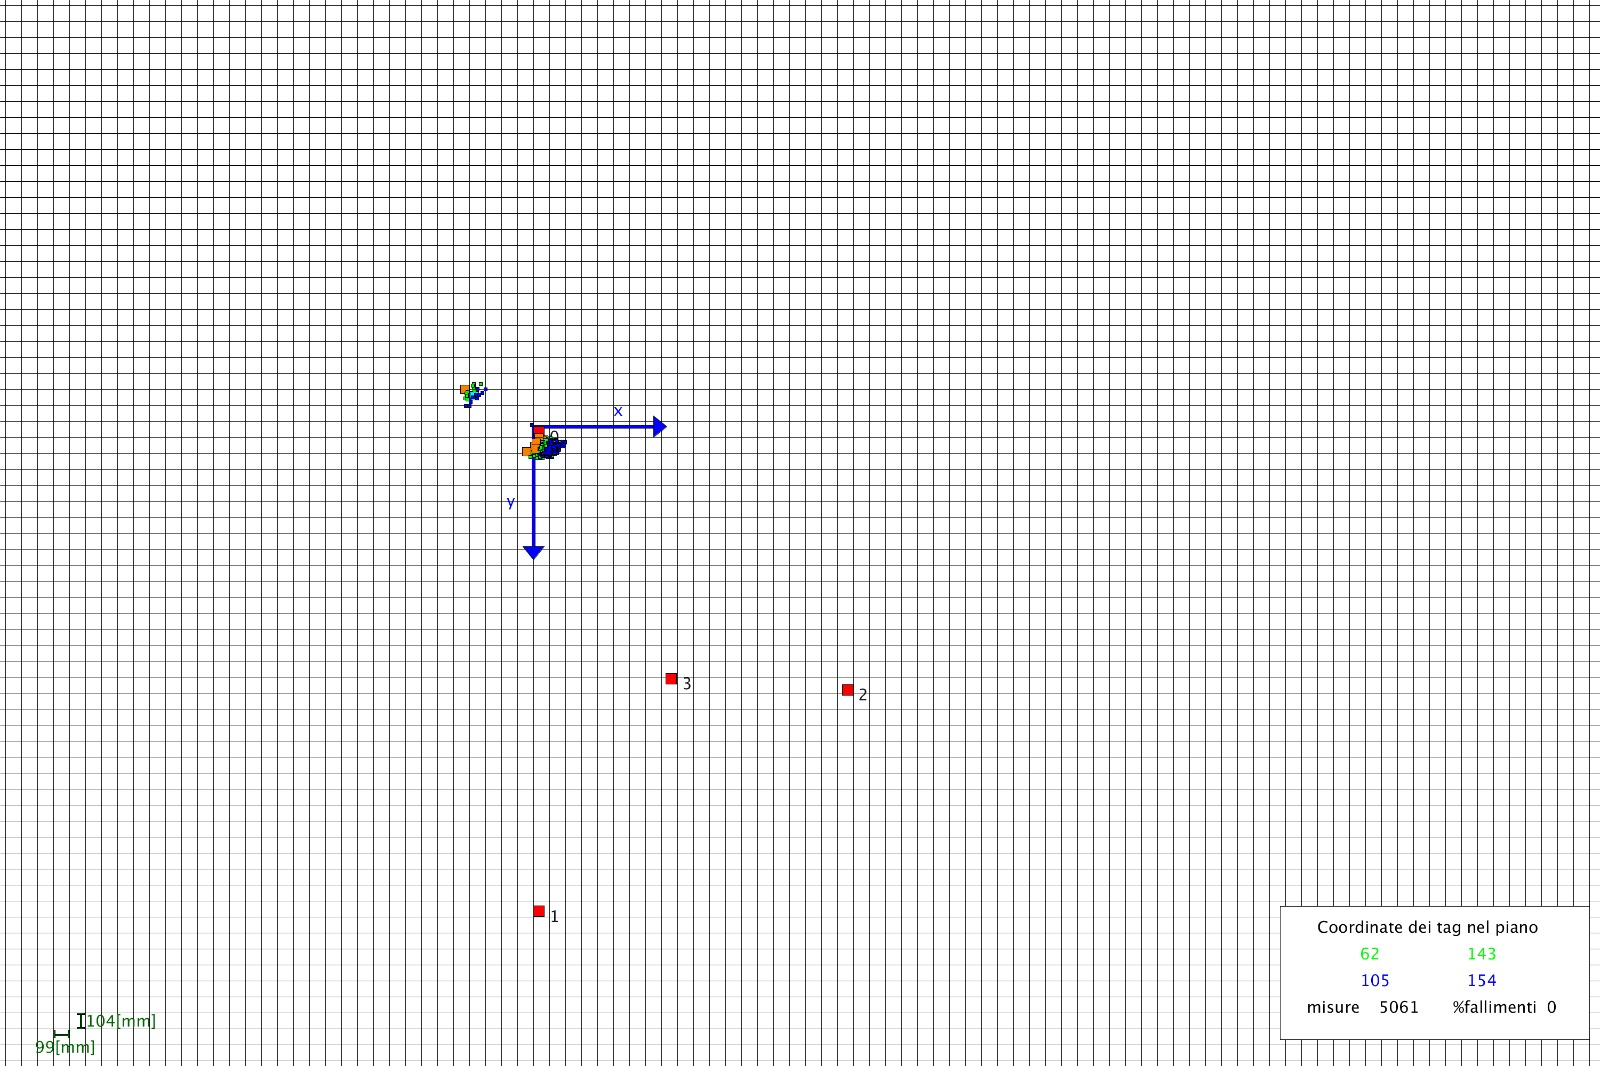 x
0
y
3
2
1
Coordinate dei tag nel piano
62 143
105 154
misure 5061 %fallimenti 0
104[mm]
99[mm]